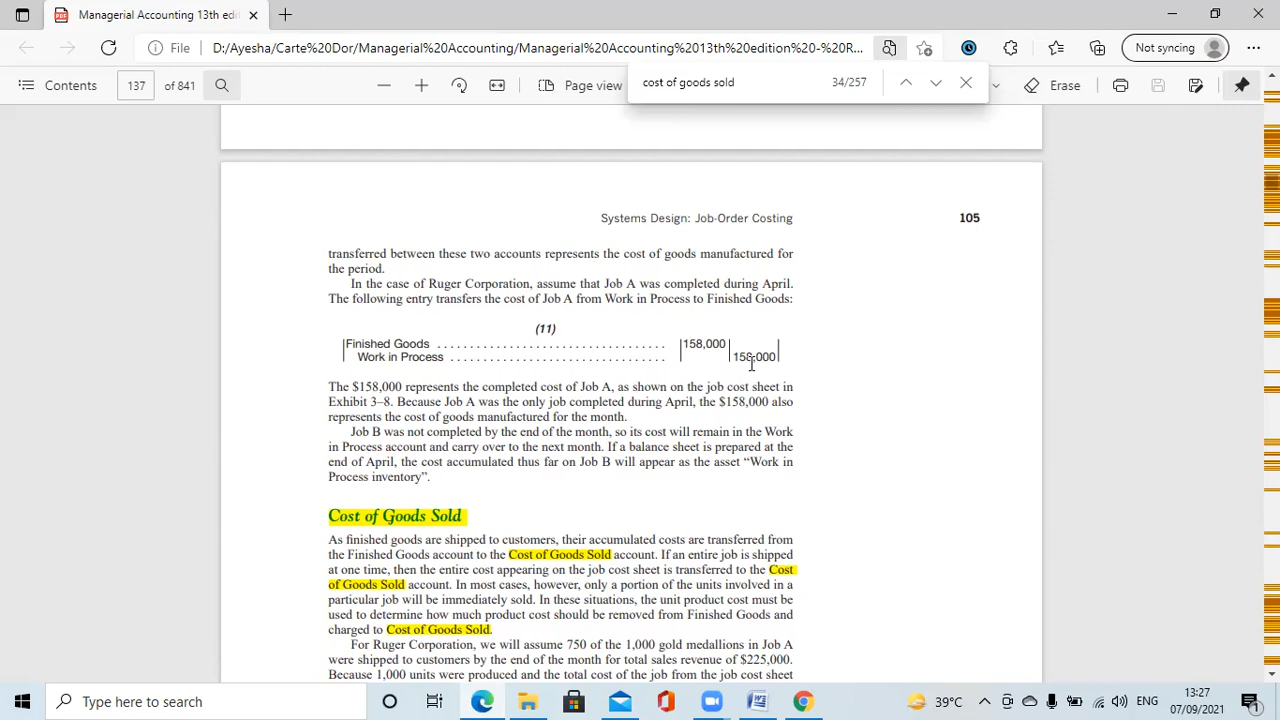 Managerial Accounting 13th edi
File D:/Ayesha/Carte%20Dor/Managerial%20Accounting/Managerial%20Accounting%2013th%20edition%20-%20R... Not syncing
Contents 137 of 841 Page view cost of goods sold 34/257 Erase
Systems Design: Job-Order Costing 105
transferred between these two accounts represents the cost of goods manufactured for
the period.
In the case of Ruger Corporation, assume that Job A was completed during April.
The following entry transfers the cost of Job A from Work in Process to Finished Goods:
(11)
Finished Goods . . . . . . . . . . . . . . . . . . . . . . . . . . . . . . . . . . . 158,000
Work in Process . . . . . . . . . . . . . . . . . . . . . . . . . . . . . . . . . 158,000
The $158,000 represents the completed cost of Job A, as shown on the job cost sheet in
Exhibit 3–8. Because Job A was the only job completed during April, the $158,000 also
represents the cost of goods manufactured for the month.
Job B was not completed by the end of the month, so its cost will remain in the Work
in Process account and carry over to the next month. If a balance sheet is prepared at the
end of April, the cost accumulated thus far on Job B will appear as the asset “Work in
Process inventory”.
Cost of Goods Sold
As finished goods are shipped to customers, their accumulated costs are transferred from
the Finished Goods account to the Cost of Goods Sold account. If an entire job is shipped
at one time, then the entire cost appearing on the job cost sheet is transferred to the Cost
of Goods Sold account. In most cases, however, only a portion of the units involved in a
particular job will be immediately sold. In these situations, the unit product cost must be
used to determine how much product cost should be removed from Finished Goods and
charged to Cost of Goods Sold.
For Ruger Corporation, we will assume 750 of the 1,000 gold medallions in Job A
were shipped to customers by the end of the month for total sales revenue of $225,000.
Because 1,000 units were produced and the total cost of the job from the job cost sheet
Type here to search 39°C ENG 13:27
07/09/2021